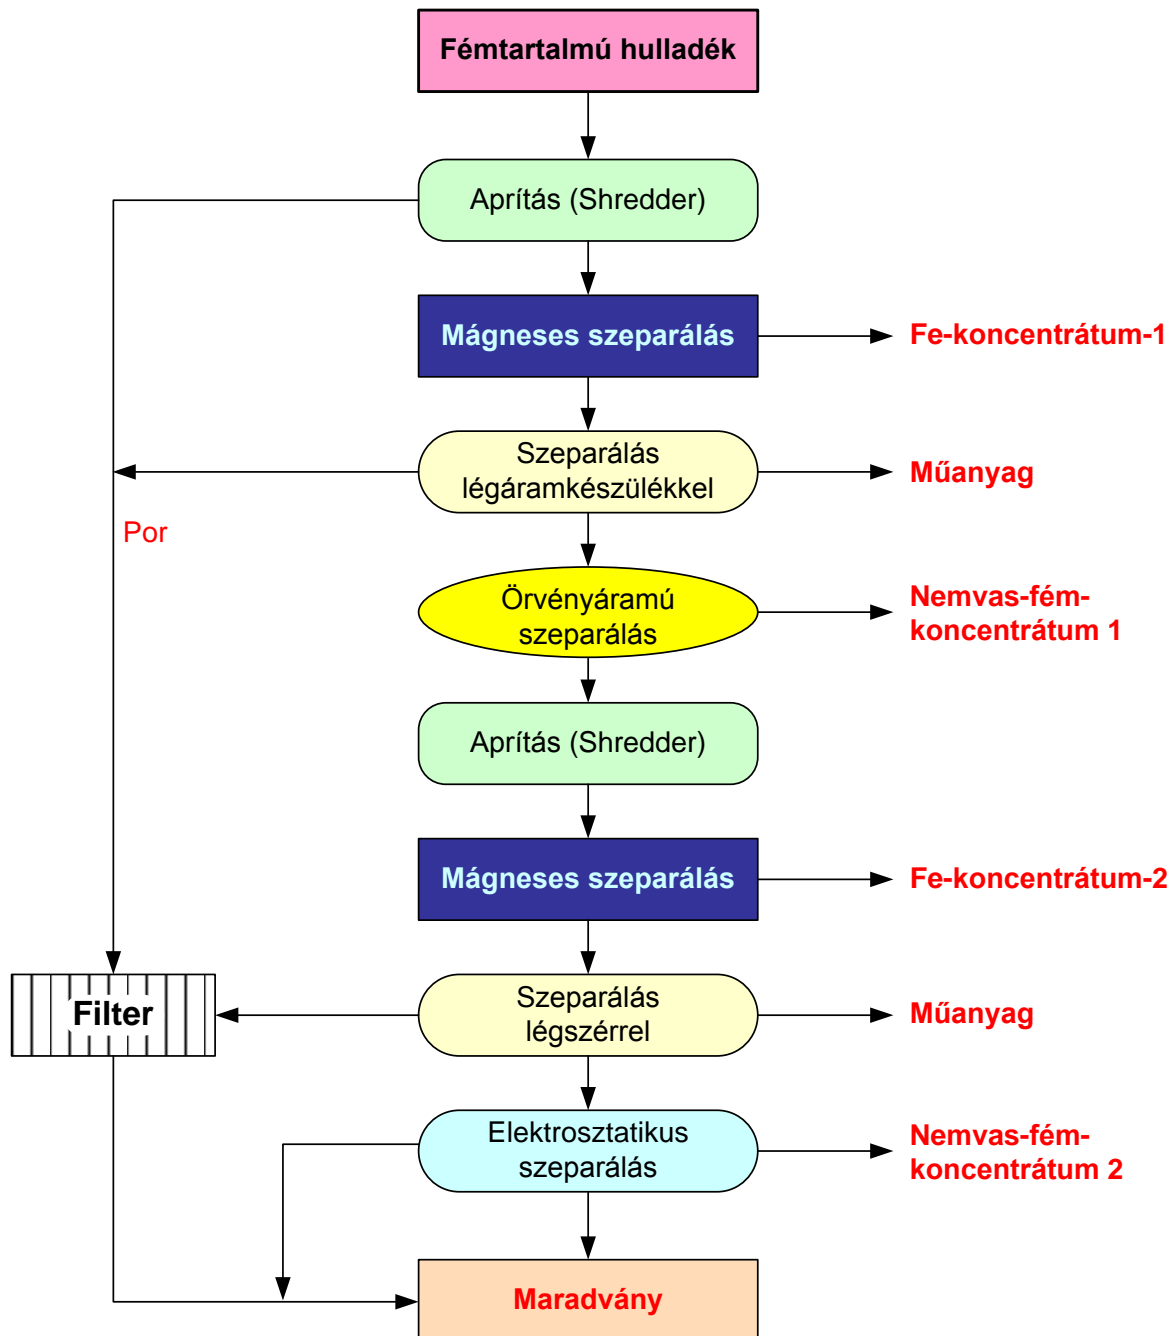 Fémtartalmú hulladék
Aprítás (Shredder)
Mágneses szeparálás
Fe-koncentrátum-1
Szeparálás
légáramkészülékkel
Műanyag
Por
Örvényáramú
szeparálás
Nemvas-fém-
koncentrátum 1
Aprítás (Shredder)
Mágneses szeparálás
Fe-koncentrátum-2
Filter
Szeparálás
légszérrel
Műanyag
Elektrosztatikus
szeparálás
Nemvas-fém-
koncentrátum 2
Maradvány